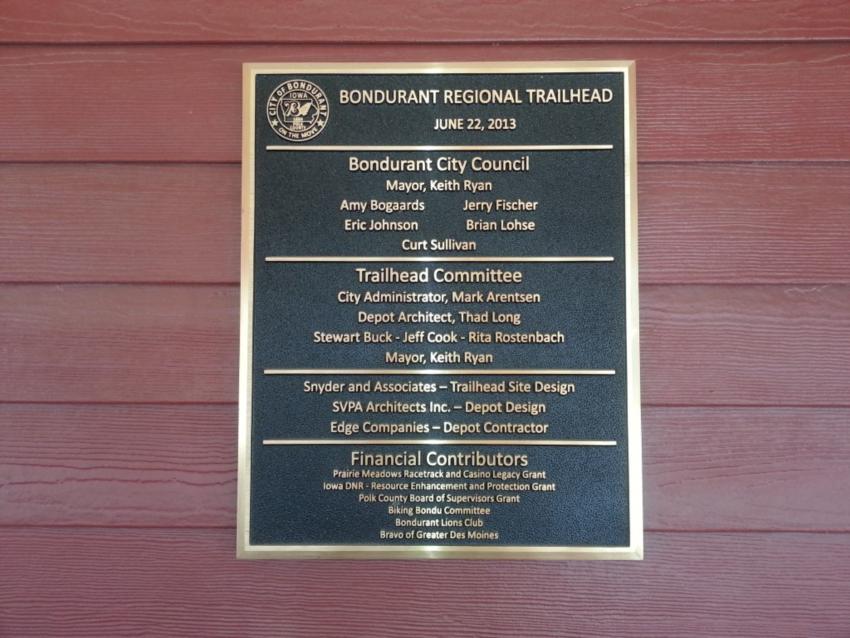 CITY OF BONDURANT
IOWA
ON THE MOVE
BONDURANT REGIONAL TRAILHEAD
JUNE 22, 2013
Bondurant City Council
Mayor, Keith Ryan
Amy Bogaards Jerry Fischer
Eric Johnson Brian Lohse
Curt Sullivan
Trailhead Committee
City Administrator, Mark Arentsen
Depot Architect, Thad Long
Stewart Buck - Jeff Cook - Rita Rostenbach
Mayor, Keith Ryan
Snyder and Associates – Trailhead Site Design
SVPA Architects Inc. – Depot Design
Edge Companies – Depot Contractor
Financial Contributors
Prairie Meadows Racetrack and Casino Legacy Grant
Iowa DNR - Resource Enhancement and Protection Grant
Polk County Board of Supervisors Grant
Biking Bondu Committee
Bondurant Lions Club
Bravo of Greater Des Moines